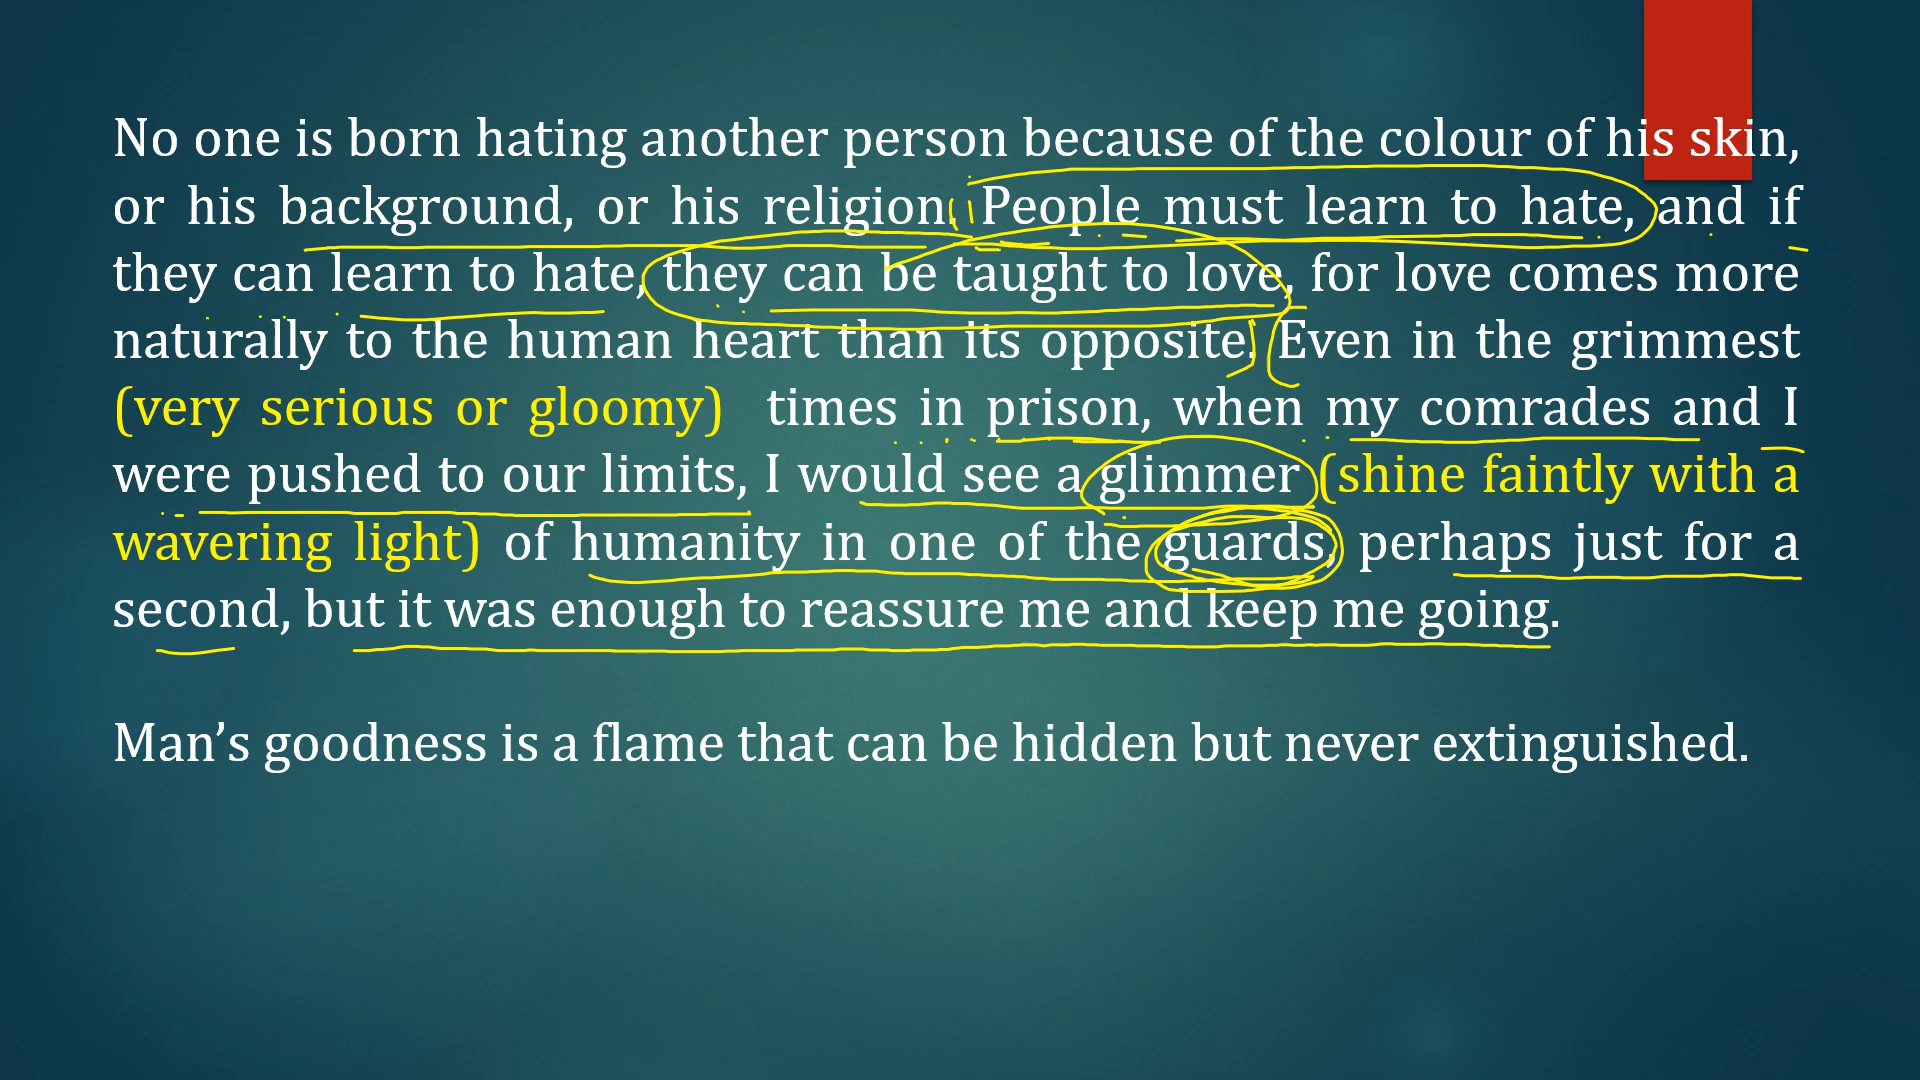 No one is born hating another person because of the colour of his skin,
or his background, or his religion. People must learn to hate, and if
they can learn to hate, they can be taught to love, for love comes more
naturally to the human heart than its opposite. Even in the grimmest
(very serious or gloomy) times in prison, when my comrades and I
were pushed to our limits, I would see a glimmer (shine faintly with a
wavering light) of humanity in one of the guards, perhaps just for a
second, but it was enough to reassure me and keep me going.
Man’s goodness is a flame that can be hidden but never extinguished.